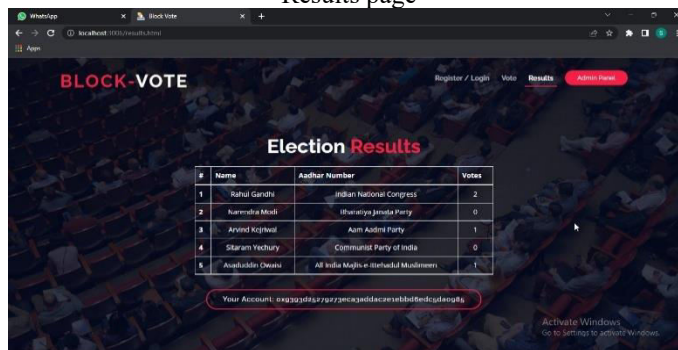 Results page
WhatsApp
Block Vote
localhost:3005/results.html
Apps
BLOCK-VOTE
Register / Login Vote Results Admin Panel
Election Results
# Name Aadhar Number Votes
1 Rahul Gandhi Indian National Congress 2
2 Narendra Modi Bharatiya Janata Party 0
3 Arvind Kejriwal Aam Aadmi Party 1
4 Sitaram Yechury Communist Party of India 0
5 Asaduddin Owaisi All India Majlis-e-Ittehadul Muslimeen 1
Your Account:
Activate Windows
Go to Settings to activate Windows.